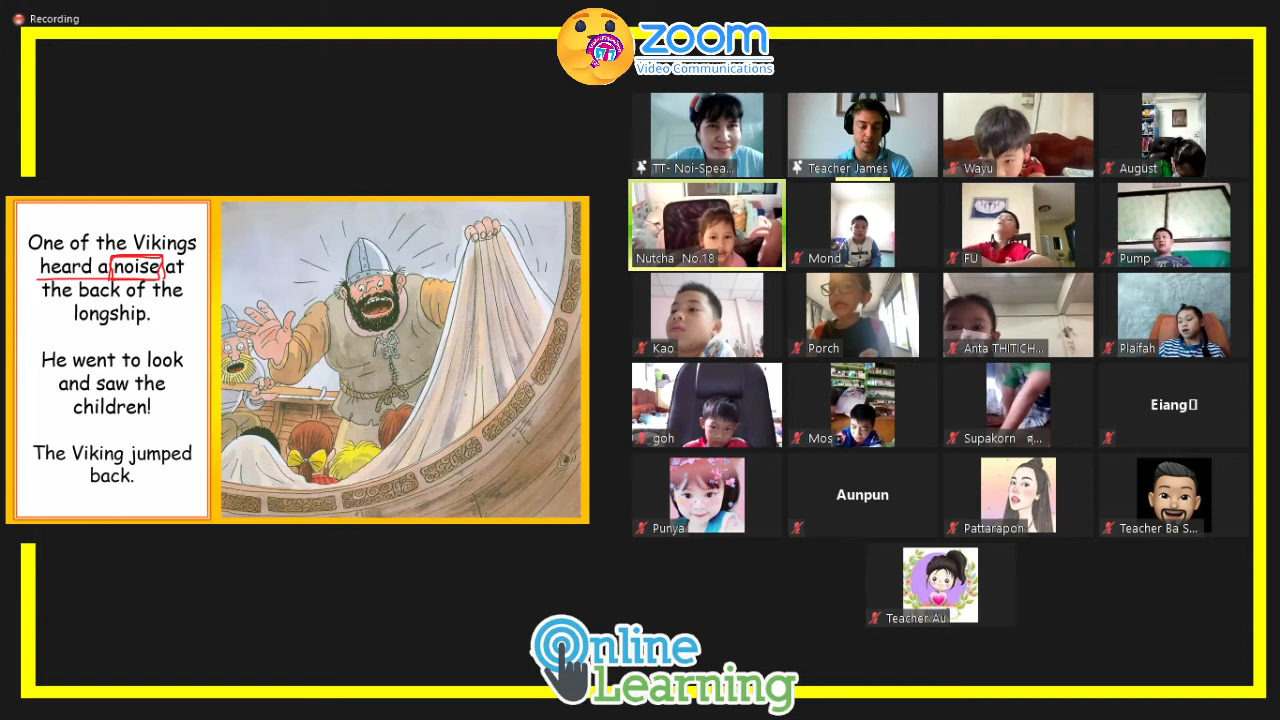 Recording
zoom
Video Communications
One of the Vikings
heard a noise at
the back of the
longship.
He went to look
and saw the
children!
The Viking jumped
back.
TT- Noi-Spea...
Teacher James
Wayu
August
Nutcha No.18
Mond
FU
Pump
Kao
Porch
Anta THITICH...
Plaifah
goh
Mos
Supakorn ศ...
Eiang
Punya
Aunpun
Pattarapon
Teacher Ba S...
Teacher Au
Online
Learning